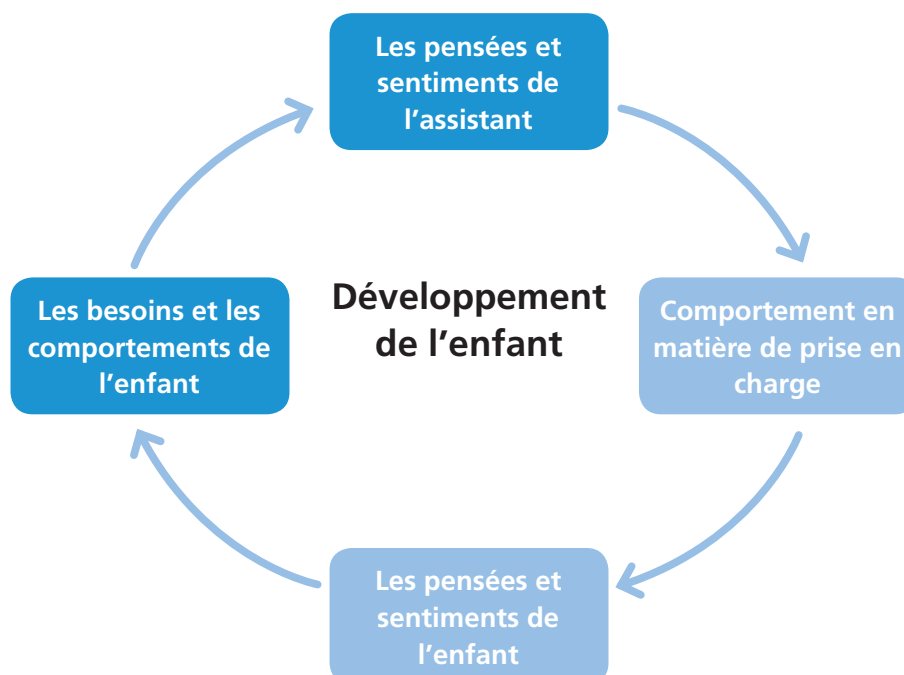 Les pensées et
sentiments de
l’assistant
Les besoins et les
comportements de
l’enfant
Développement
de l’enfant
Comportement en
matière de prise en
charge
Les pensées et
sentiments de
l’enfant